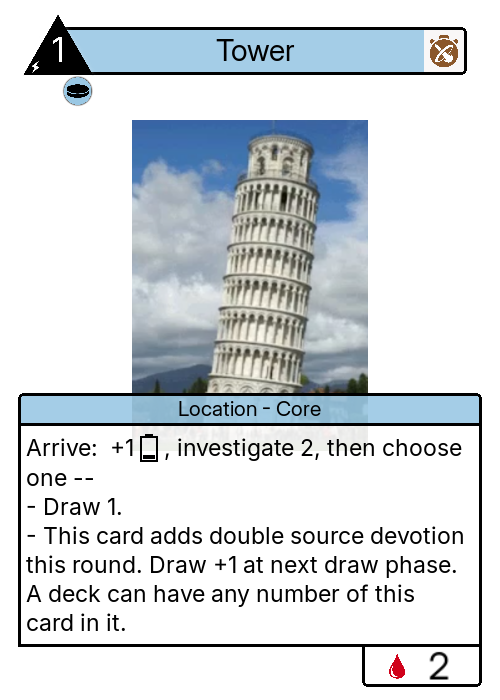 1
Tower
Location - Core
Arrive: +1 , investigate 2, then choose
one --
- Draw 1.
- This card adds double source devotion
this round. Draw +1 at next draw phase.
A deck can have any number of this
card in it.
2